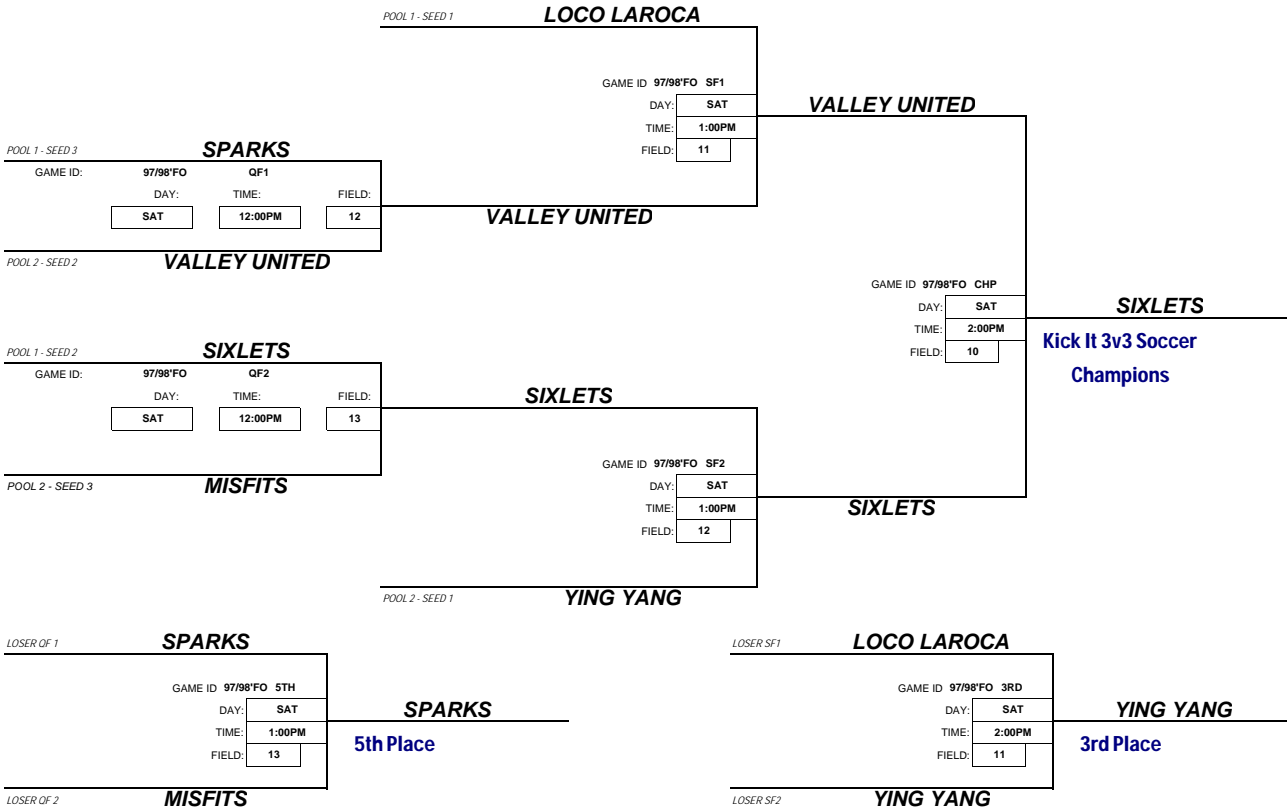 POOL 1 - SEED 1 LOCO LAROCA
GAME ID 97/98'FO SF1
DAY: SAT
TIME: 1:00PM
FIELD: 11
VALLEY UNITED
POOL 1 - SEED 3 SPARKS
GAME ID: 97/98'FO QF1
DAY: TIME: FIELD:
SAT 12:00PM 12
VALLEY UNITED
POOL 2 - SEED 2 VALLEY UNITED
GAME ID 97/98'FO CHP
DAY: SAT
TIME: 2:00PM
FIELD: 10
SIXLETS
Kick It 3v3 Soccer
Champions
POOL 1 - SEED 2 SIXLETS
GAME ID: 97/98'FO QF2
DAY: TIME: FIELD:
SAT 12:00PM 13
SIXLETS
POOL 2 - SEED 3 MISFITS
GAME ID 97/98'FO SF2
DAY: SAT
TIME: 1:00PM
FIELD: 12
SIXLETS
POOL 2 - SEED 1 YING YANG
LOSER QF 1 SPARKS
GAME ID 97/98'FO 5TH
DAY: SAT
TIME: 1:00PM
FIELD: 13
SPARKS
5th Place
LOSER QF 2 MISFITS
LOSER SF1 LOCO LAROCA
GAME ID 97/98'FO 3RD
DAY: SAT
TIME: 2:00PM
FIELD: 11
YING YANG
3rd Place
LOSER SF2 YING YANG